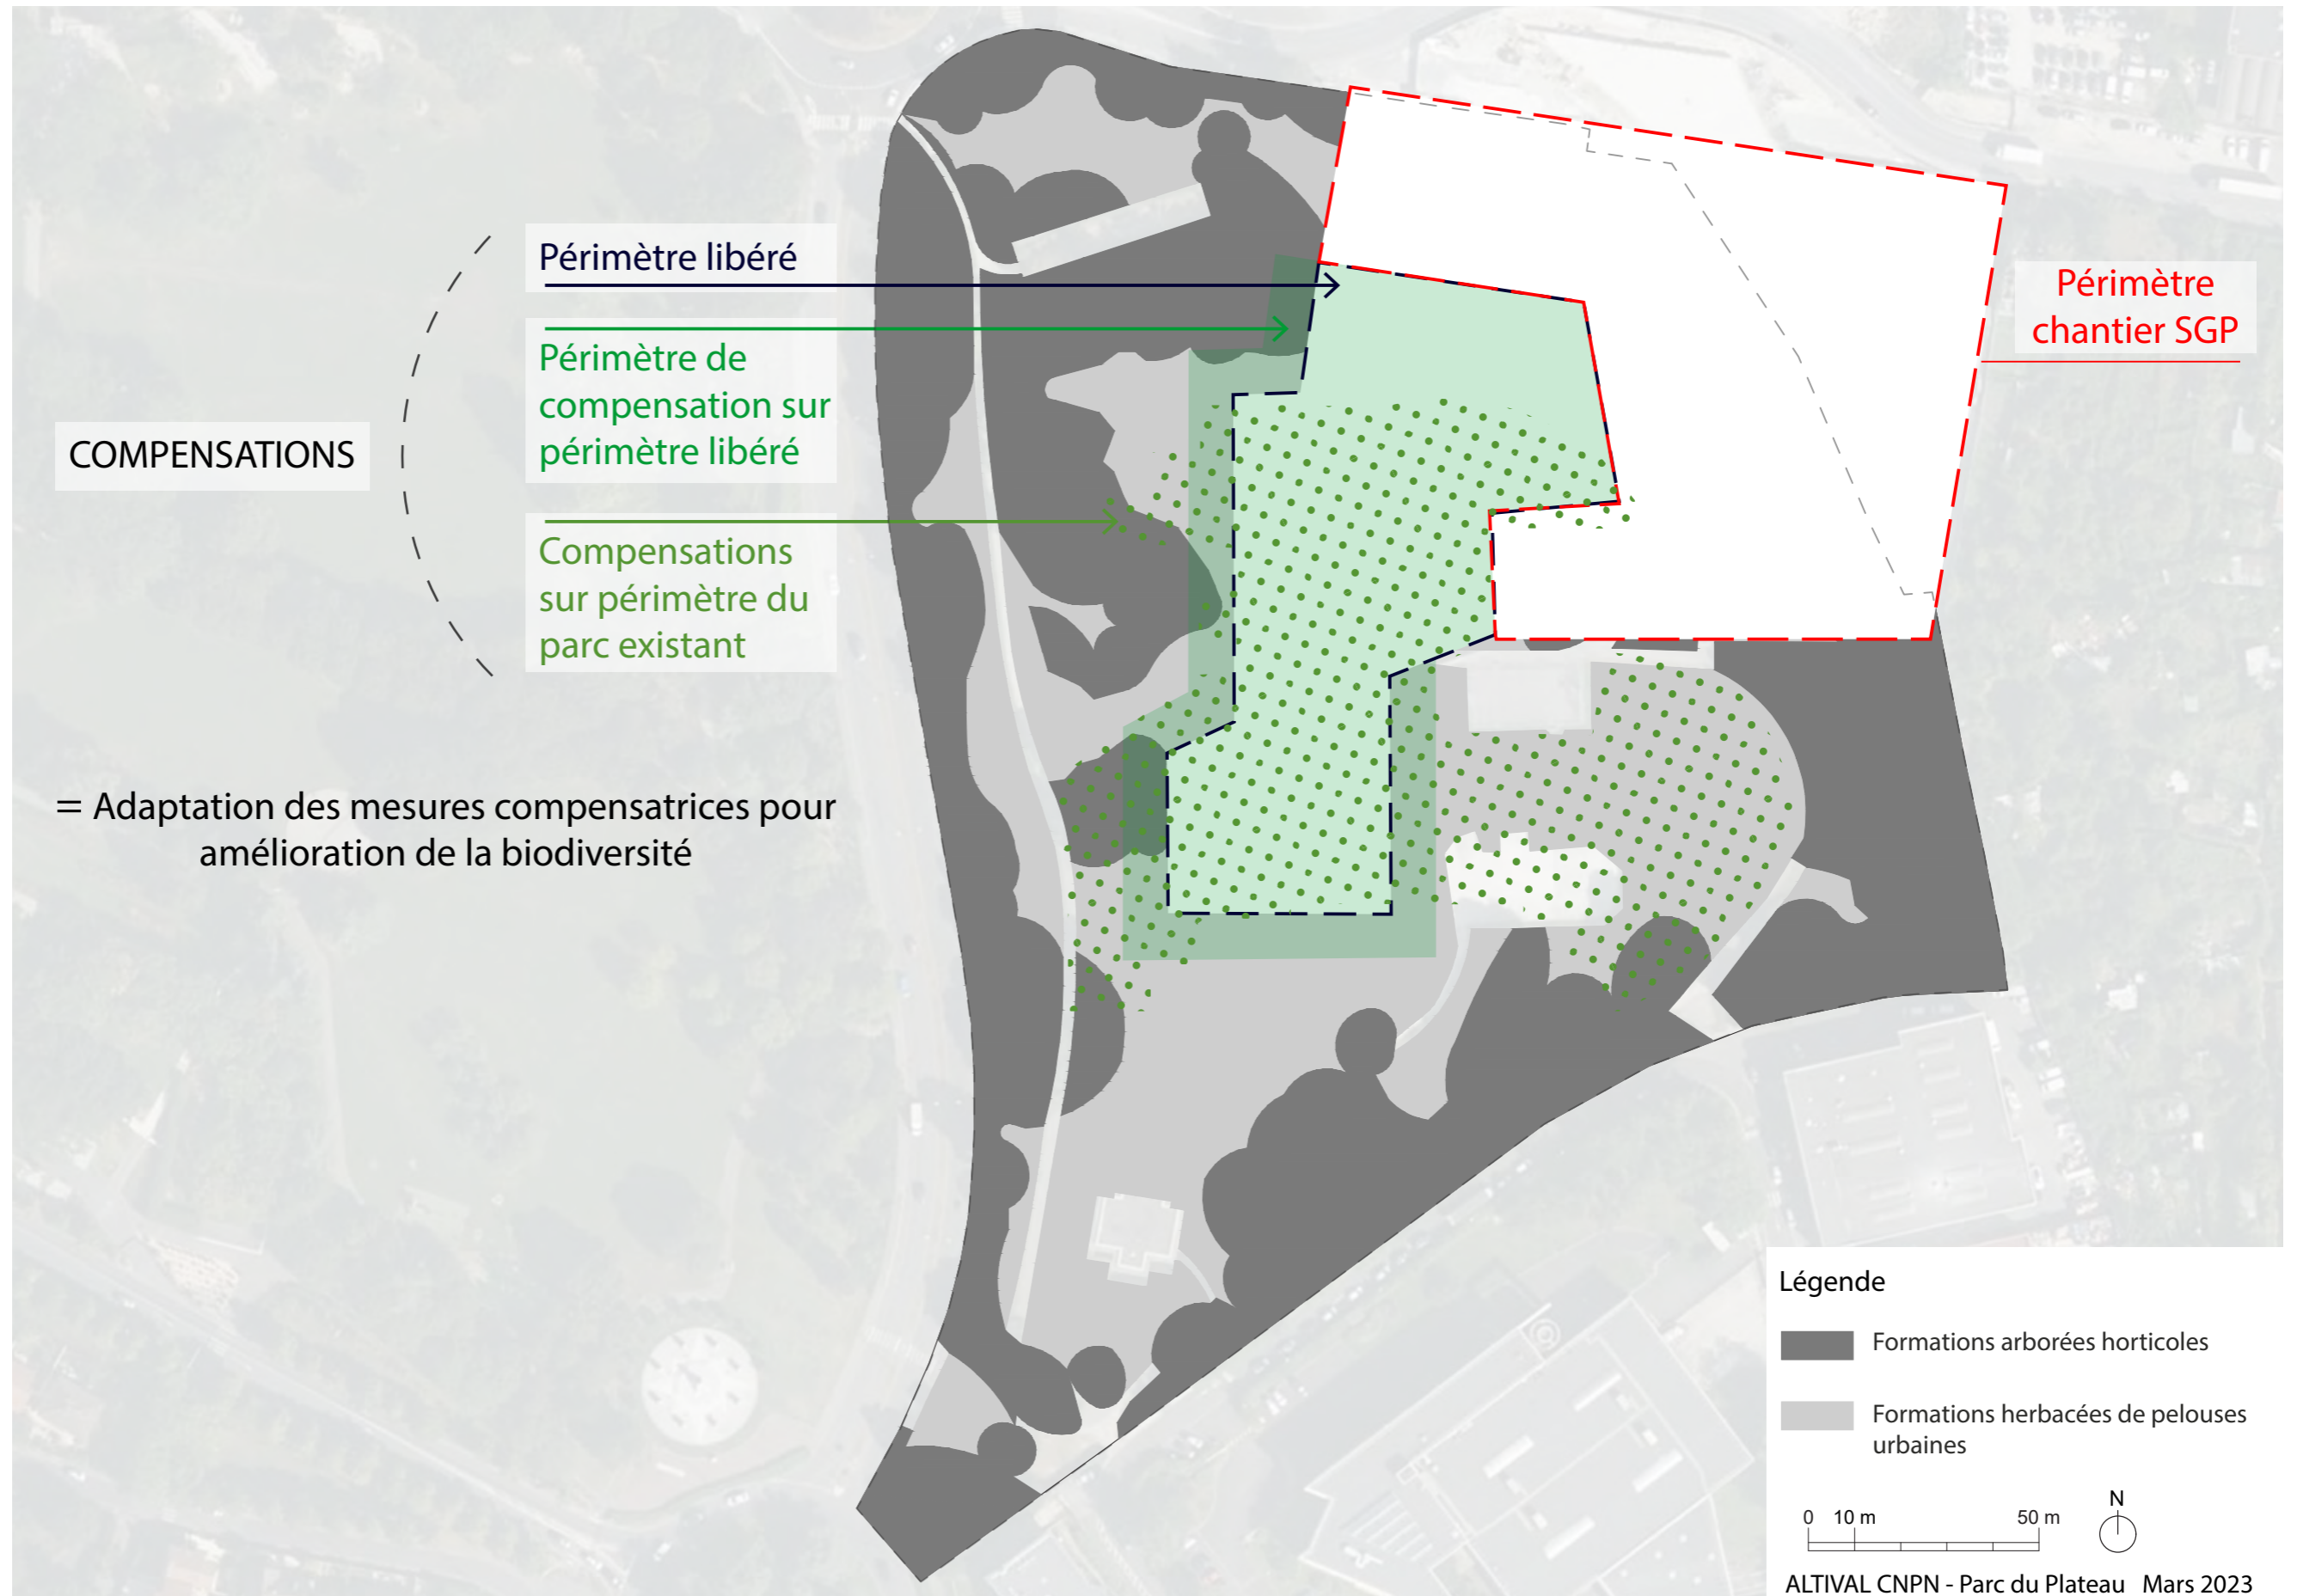 COMPENSATIONS
Périmètre libéré
Périmètre de
compensation sur
périmètre libéré
Compensations
sur périmètre du
parc existant
= Adaptation des mesures compensatrices pour
amélioration de la biodiversité
Périmètre
chantier SGP
Légende
Formations arborées horticoles
Formations herbacées de pelouses
urbaines
0 10 m 50 m
N
ALTIVAL CNPN - Parc du Plateau Mars 2023